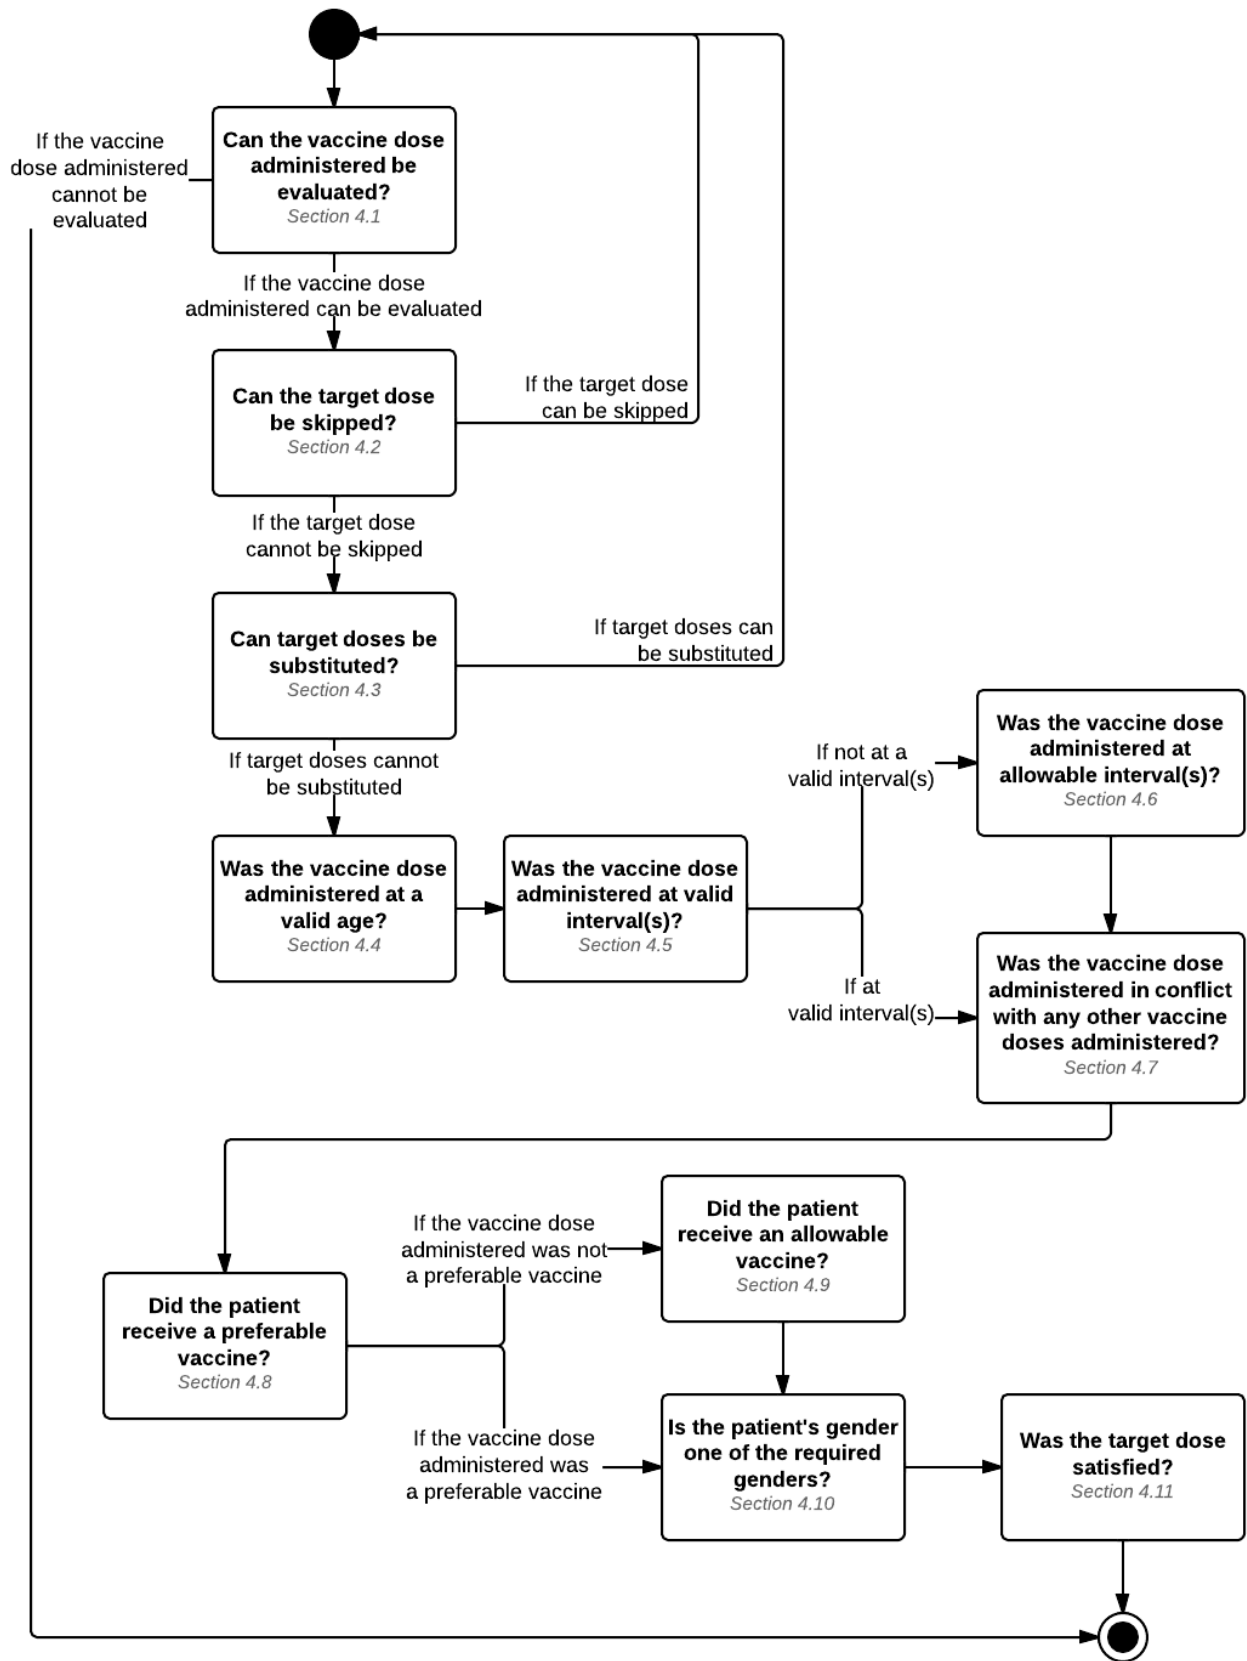 If the vaccine
dose administered
cannot be
evaluated
Can the vaccine dose
administered be
evaluated?
Section 4.1
If the vaccine dose
administered can be evaluated
Can the target dose
be skipped?
Section 4.2
If the target dose
can be skipped
If the target dose
cannot be skipped
Can target doses be
substituted?
Section 4.3
If target doses can
be substituted
If target doses cannot
be substituted
Was the vaccine dose
administered at a
valid age?
Section 4.4
Was the vaccine dose
administered at valid
interval(s)?
Section 4.5
If not at a
valid interval(s)
Was the vaccine dose
administered at
allowable interval(s)?
Section 4.6
If at
valid interval(s)
Was the vaccine dose
administered in conflict
with any other vaccine
doses administered?
Section 4.7
Did the patient
receive a preferable
vaccine?
Section 4.8
If the vaccine dose
administered was not
a preferable vaccine
Did the patient
receive an allowable
vaccine?
Section 4.9
If the vaccine dose
administered was
a preferable vaccine
Is the patient's gender
one of the required
genders?
Section 4.10
Was the target dose
satisfied?
Section 4.11